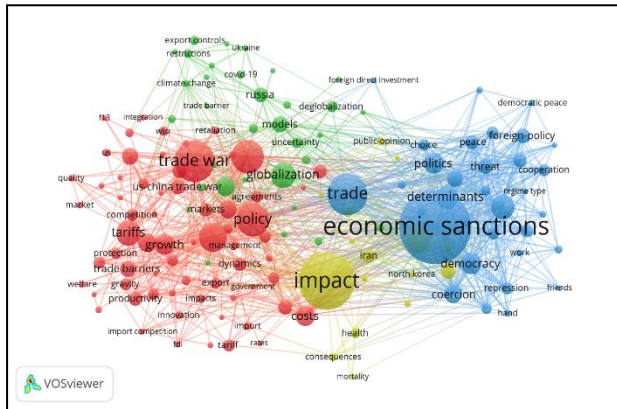 export controls
ukraine
restrictions
covid-19
foreign direct investment
climate change
russia
democratic peace
trade barrier
deglobalization
f13
integration
models
wto
retaliation
uncertainty
public opinion
choice
peace
foreign-policy
us
trade war
politics
threat
cooperation
quality
globalization
us-china trade war
agreements
trade
determinants
regime type
market
competition
markets
policy
economic sanctions
tariffs
protection
growth
management
iran
work
trade barriers
dynamics
north korea
democracy
welfare
gravity
export
government
impact
repression
friends
productivity
impacts
coercion
innovation
costs
hand
import competition
import
health
fdi
tariff
rates
consequences
mortality
VOSviewer